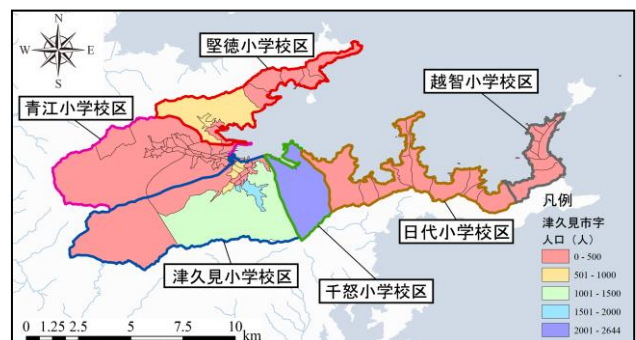 N
W
E
S
堅徳小学校区
越智小学校区
青江小学校区
凡例
津久見市字
人口（人）
0 - 500
501 - 1000
1001 - 1500
1501 - 2000
2001 - 2644
日代小学校区
津久見小学校区
千怒小学校区
0 1.25 2.5 5 7.5 10
km